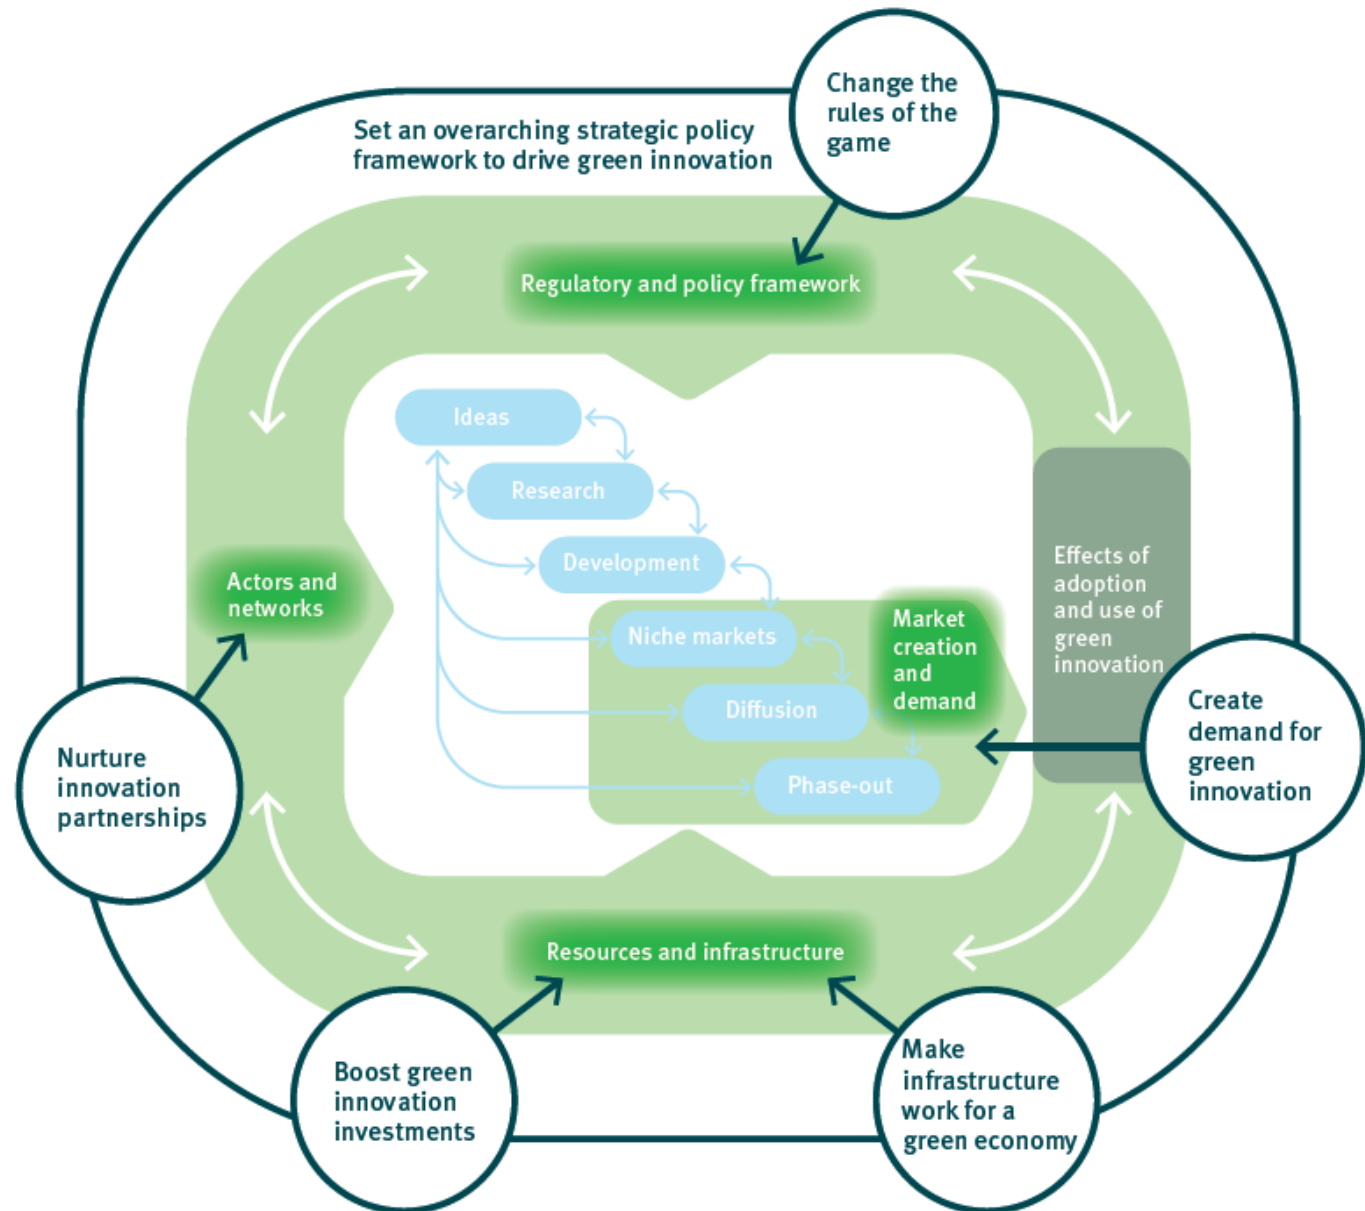 Change the
rules of the
game
Set an overarching strategic policy
framework to drive green innovation
Regulatory and policy framework
Ideas
Research
Development
Niche markets
Diffusion
Phase-out
Market
creation
and
demand
Effects of
adoption
and use of
green
innovation
Actors and
networks
Create
demand for
green
innovation
Nurture
innovation
partnerships
Resources and infrastructure
Boost green
innovation
investments
Make
infrastructure
work for a
green economy